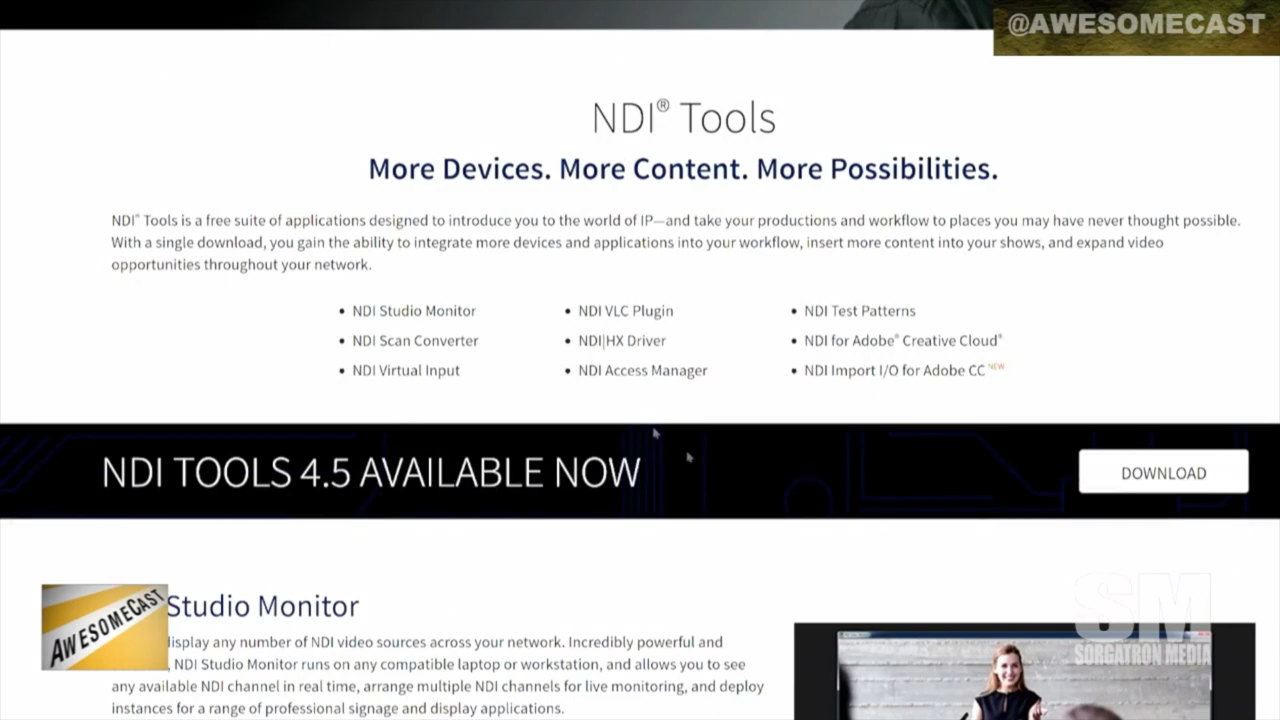 @AWESOMECAST
NDI® Tools
More Devices. More Content. More Possibilities.
NDI® Tools is a free suite of applications designed to introduce you to the world of IP—and take your productions and workflow to places you may have never thought possible.
With a single download, you gain the ability to integrate more devices and applications into your workflow, insert more content into your shows, and expand video
opportunities throughout your network.
• NDI Studio Monitor
• NDI Scan Converter
• NDI Virtual Input
• NDI VLC Plugin
• NDI|HX Driver
• NDI Access Manager
• NDI Test Patterns
• NDI for Adobe® Creative Cloud®
• NDI Import I/O for Adobe CC NEW
NDI TOOLS 4.5 AVAILABLE NOW
DOWNLOAD
AWESOMECAST
Studio Monitor
display any number of NDI video sources across your network. Incredibly powerful and
, NDI Studio Monitor runs on any compatible laptop or workstation, and allows you to see
any available NDI channel in real time, arrange multiple NDI channels for live monitoring, and deploy
instances for a range of professional signage and display applications.
SM
SORGATRON MEDIA